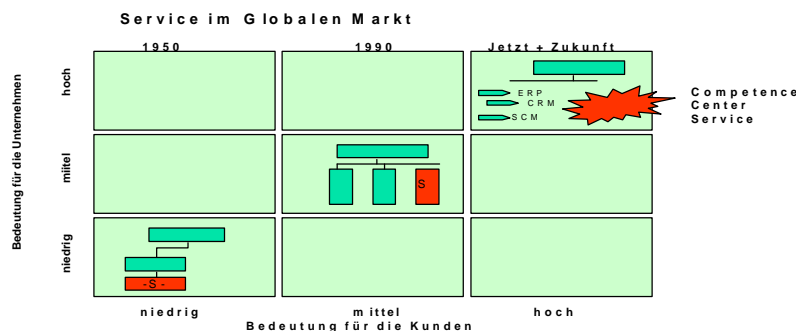 Service im Globalen Markt
1950
1990
Jetzt + Zukunft
Bedeutung für die Unternehmen
hoch
ERP
CRM
SCM
Competence
Center
Service
miitel
S
niedrig
- S -
niedrig
mittel
hoch
Bedeutung für die Kunden